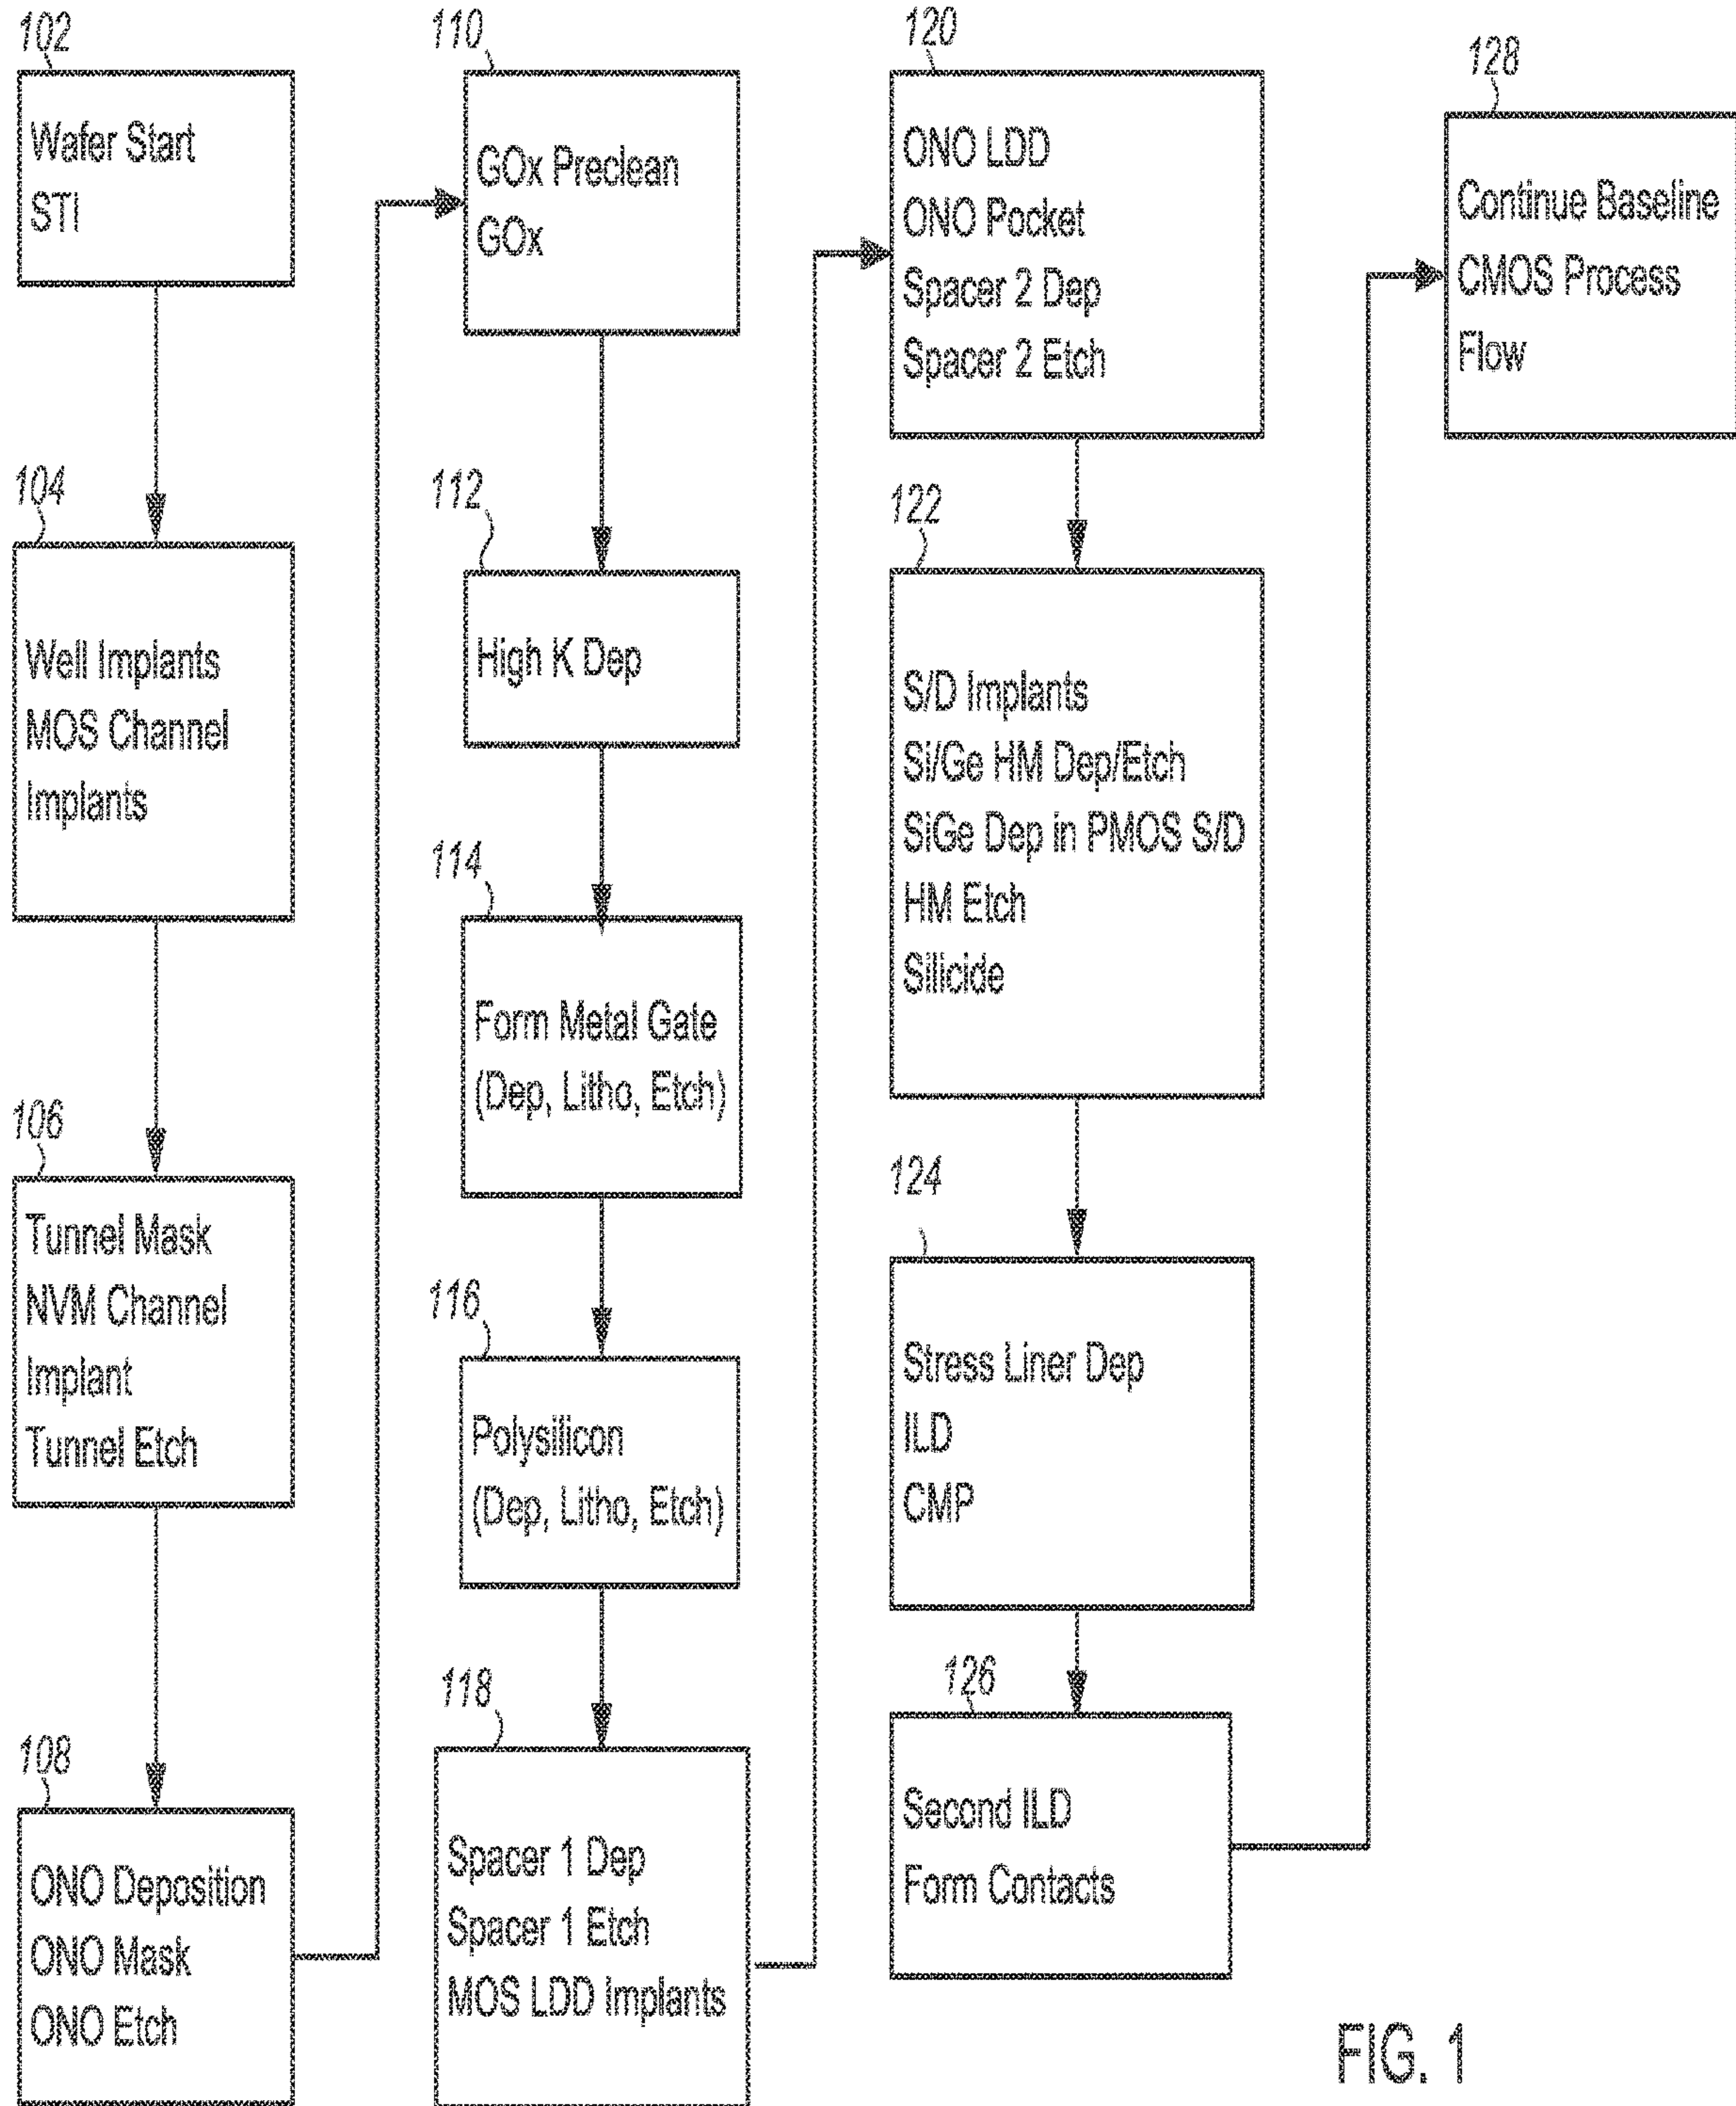 102
Wafer Start
STI
104
Well Implants
MOS Channel
Implants
106
Tunnel Mask
NVM Channel
Implant
Tunnel Etch
108
ONO Deposition
ONO Mask
ONO Etch
110
GOx Preclean
GOx
112
High K Dep
114
Form Metal Gate
(Dep, Litho, Etch)
116
Polysilicon
(Dep, Litho, Etch)
118
Spacer 1 Dep
Spacer 1 Etch
MOS LDD Implants
120
ONO LDD
ONO Pocket
Spacer 2 Dep
Spacer 2 Etch
122
S/D Implants
Si/Ge HM Dep/Etch
SiGe Dep in PMOS S/D
HM Etch
Silicide
124
Stress Liner Dep
ILD
CMP
126
Second ILD
Form Contacts
128
Continue Baseline
CMOS Process
Flow
FIG. 1